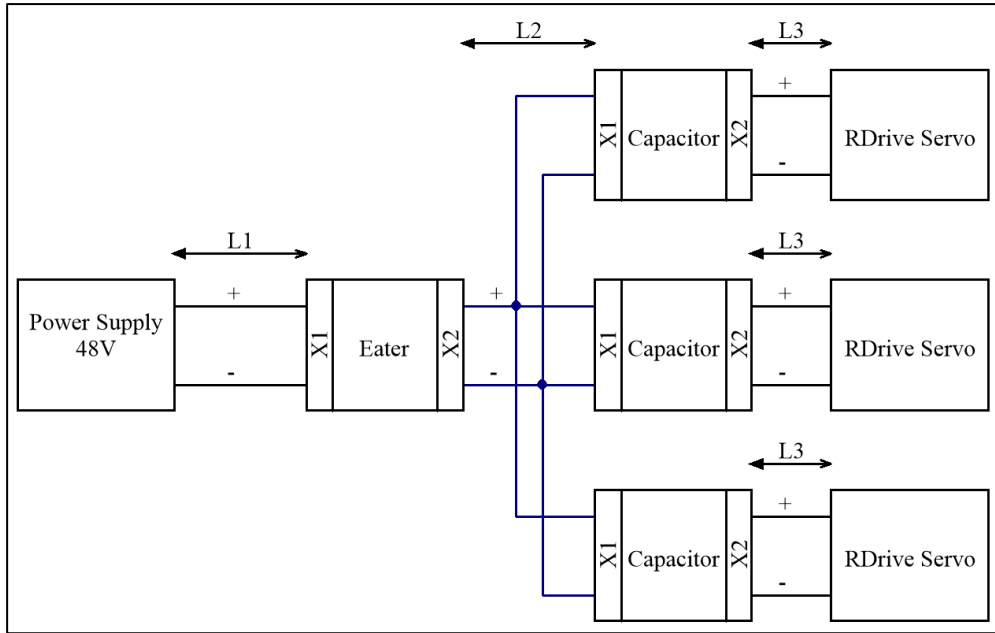 L2
L3
X1
Capacitor
X2
+
-
RDrive Servo
L1
L3
Power Supply
48V
+
-
X1
Eater
X2
+
-
X1
Capacitor
X2
+
-
RDrive Servo
L3
X1
Capacitor
X2
+
-
RDrive Servo